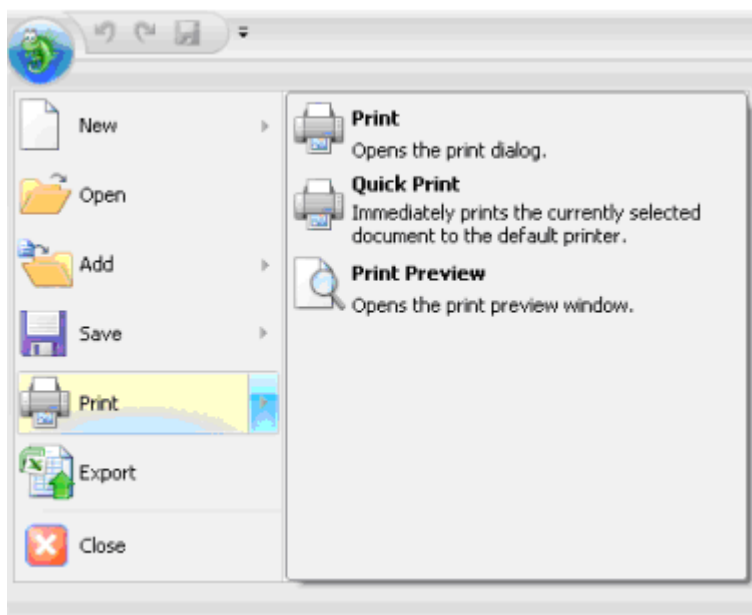 New
Open
Add
Save
Print
Export
Close
Print
Opens the print dialog.
Quick Print
Immediately prints the currently selected
document to the default printer.
Print Preview
Opens the print preview window.